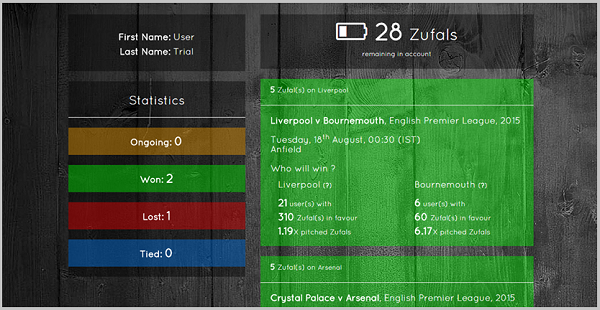 First Name: User
Last Name: Trial
Statistics
Ongoing: 0
Won: 2
Lost: 1
Tied: 0
28 Zufals
remaining in account
5 Zufal(s) on Liverpool
Liverpool v Bournemouth, English Premier League, 2015
Tuesday, 18th August, 00:30 (IST)
Anfield
Who will win ?
Liverpool (?)
21 user(s) with
310 Zufal(s) in favour
1.19X pitched Zufals
Bournemouth (?)
6 user(s) with
60 Zufal(s) in favour
6.17X pitched Zufals
5 Zufal(s) on Arsenal
Crystal Palace v Arsenal, English Premier League, 2015